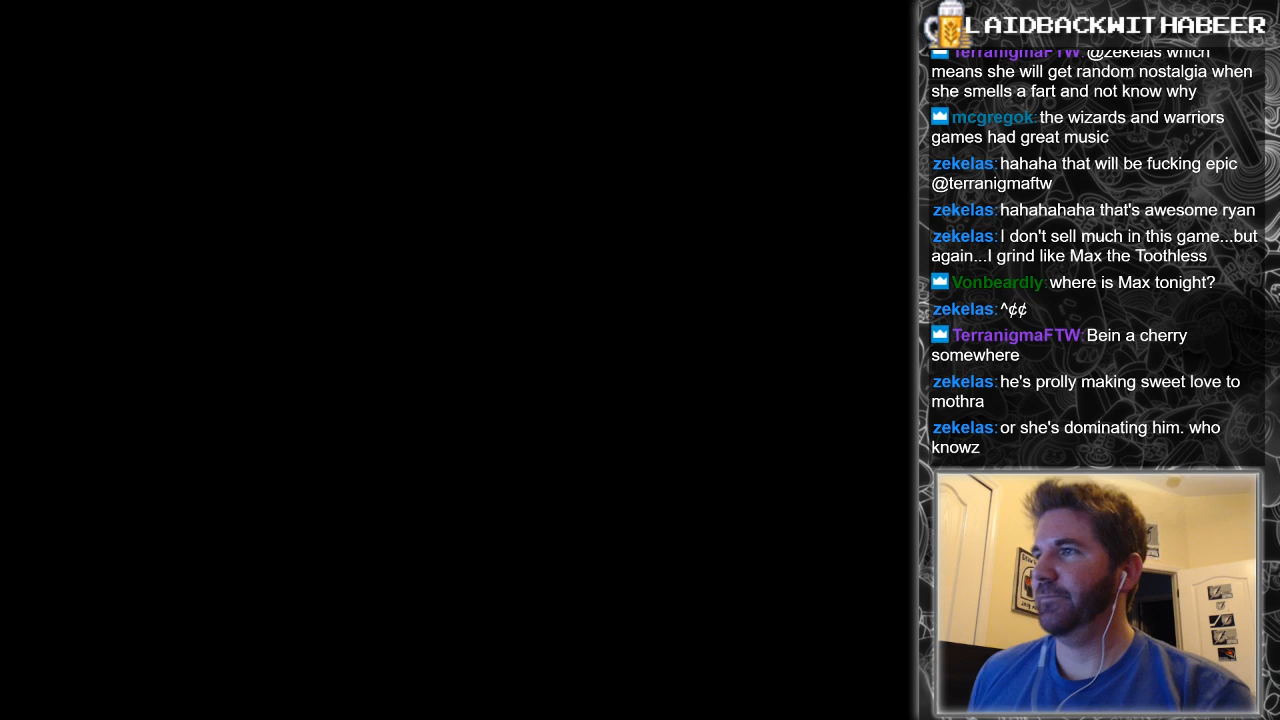 LAIDBACKWITHABEER
TerranigmaFTW: @zekelas which
means she will get random nostalgia when
she smells a fart and not know why
mcgregok: the wizards and warriors
games had great music
zekelas: hahaha that will be fucking epic
@terranigmaftw
zekelas: hahahahaha that's awesome ryan
zekelas: I don't sell much in this game...but
again...I grind like Max the Toothless
Vonbeardly: where is Max tonight?
zekelas: ^¢¢
TerranigmaFTW: Bein a cherry
somewhere
zekelas: he's prolly making sweet love to
mothra
zekelas: or she's dominating him. who
knowz